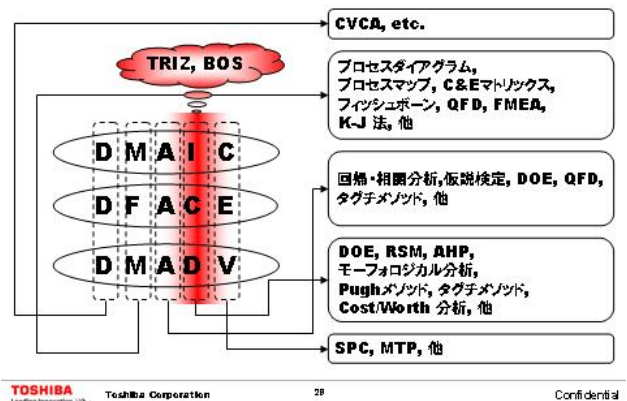 CVCA, etc.
TRIZ, BOS
プロセスダイアグラム,
プロセスマップ, C&Eマトリックス,
フィッシュボーン, QFD, FMEA,
K-J 法, 他
D M A I C
回帰・相関分析,仮説検定, DOE, QFD,
タグチメソッド, 他
D F A C E
DOE, RSM, AHP,
モーフォロジカル分析,
Pughメソッド, タグチメソッド,
Cost/Worth 分析, 他
D M A D V
SPC, MTP, 他
TOSHIBA
Leading Innovation
Toshiba Corporation
29
Confidential